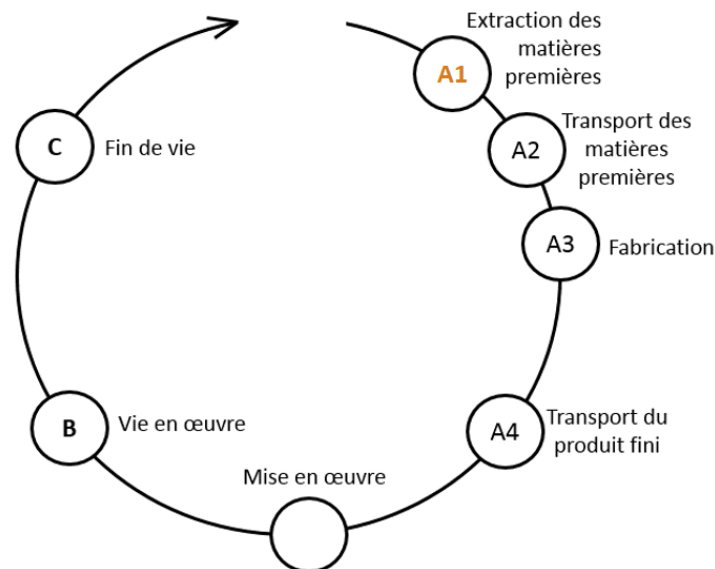 Extraction des
matières
premières
A1
A2
Transport des
matières
premières
A3
Fabrication
A4
Transport du
produit fini
Mise en œuvre
B
Vie en œuvre
C
Fin de vie